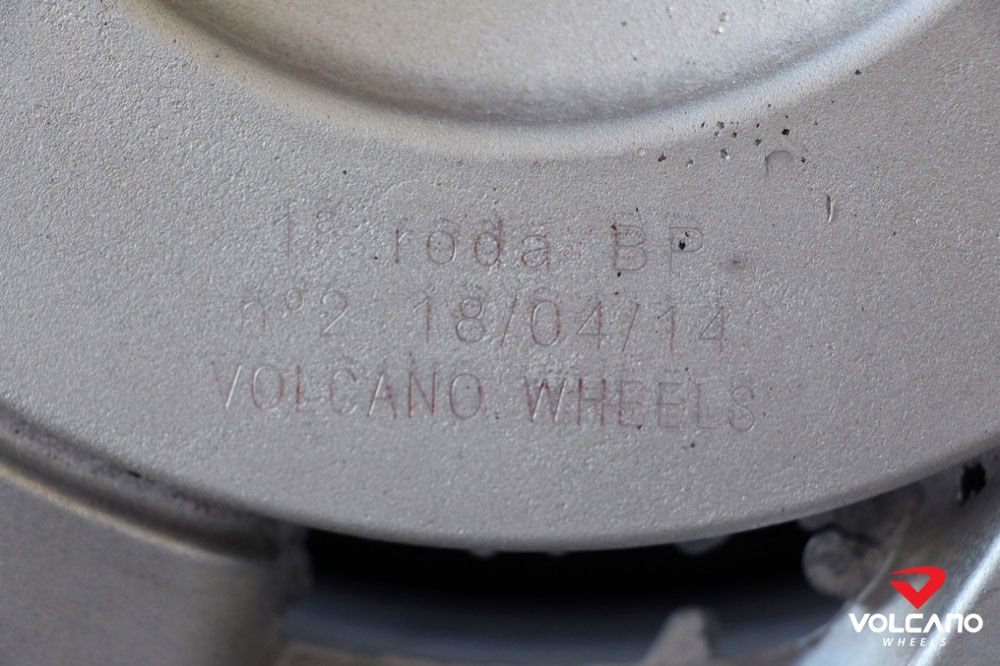 1ª roda BP
nº2 18/04/14
VOLCANO WHEELS
VOLCANO
WHEELS